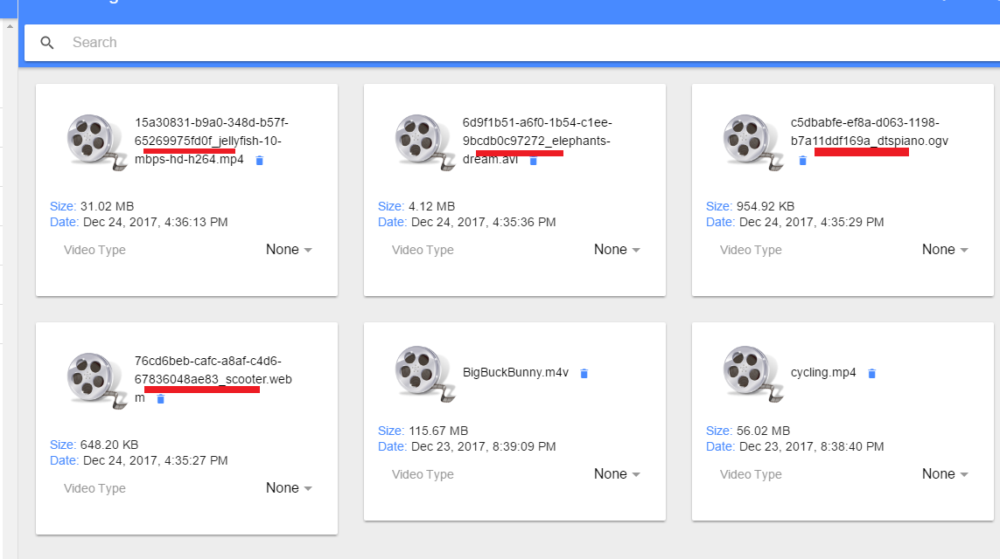 Search
15a30831-b9a0-348d-b57f-
65269975fd0f_jellyfish-10-
mbps-hd-h264.mp4
Size: 31.02 MB
Date: Dec 24, 2017, 4:36:13 PM
Video Type None
6d9f1b51-a6f0-1b54-c1ee-
9bcdb0c97272_elephants-
dream.avi
Size: 4.12 MB
Date: Dec 24, 2017, 4:35:36 PM
Video Type None
c5dbabfe-ef8a-d063-1198-
b7a11ddf169a_dtspiano.ogv
Size: 954.92 KB
Date: Dec 24, 2017, 4:35:29 PM
Video Type None
76cd6beb-cafc-a8af-c4d6-
67836048ae83_scooter.web
m
Size: 648.20 KB
Date: Dec 24, 2017, 4:35:27 PM
Video Type None
BigBuckBunny.m4v
Size: 115.67 MB
Date: Dec 23, 2017, 8:39:09 PM
Video Type None
cycling.mp4
Size: 56.02 MB
Date: Dec 23, 2017, 8:38:40 PM
Video Type None